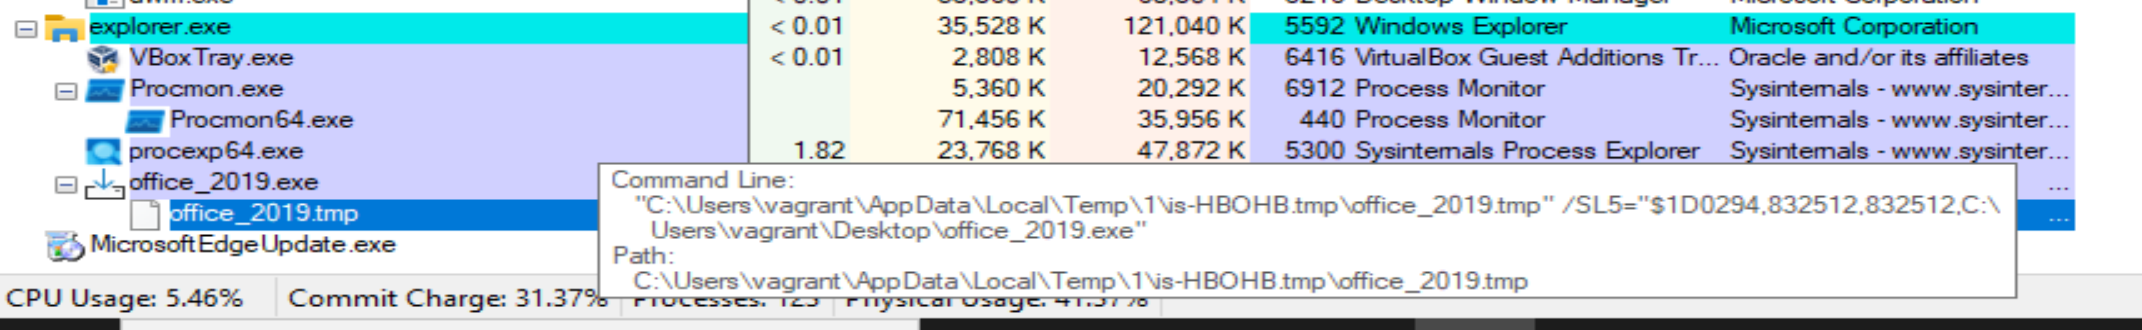 explorer.exe < 0.01 35,528 K 121,040 K 5592 Windows Explorer Microsoft Corporation
VBoxTray.exe < 0.01 2,808 K 12,568 K 6416 VirtualBox Guest Additions Tr... Oracle and/or its affiliates
Procmon.exe 5,360 K 20,292 K 6912 Process Monitor Sysinternals - www.sysinter...
Procmon64.exe 71,456 K 35,956 K 440 Process Monitor Sysinternals - www.sysinter...
procexp64.exe 1.82 23,768 K 47,872 K 5300 Sysinternals Process Explorer Sysinternals - www.sysinter...
office_2019.exe ...
office_2019.tmp ...
MicrosoftEdgeUpdate.exe
Command Line:
"C:\Users\vagrant\AppData\Local\Temp\1\is-HBOHB.tmp\office_2019.tmp" /SL5="$1D0294,832512,832512,C:\
Users\vagrant\Desktop\office_2019.exe"
Path:
C:\Users\vagrant\AppData\Local\Temp\1\is-HBOHB.tmp\office_2019.tmp
CPU Usage: 5.46% Commit Charge: 31.37% Processes: 123 Physical Usage: